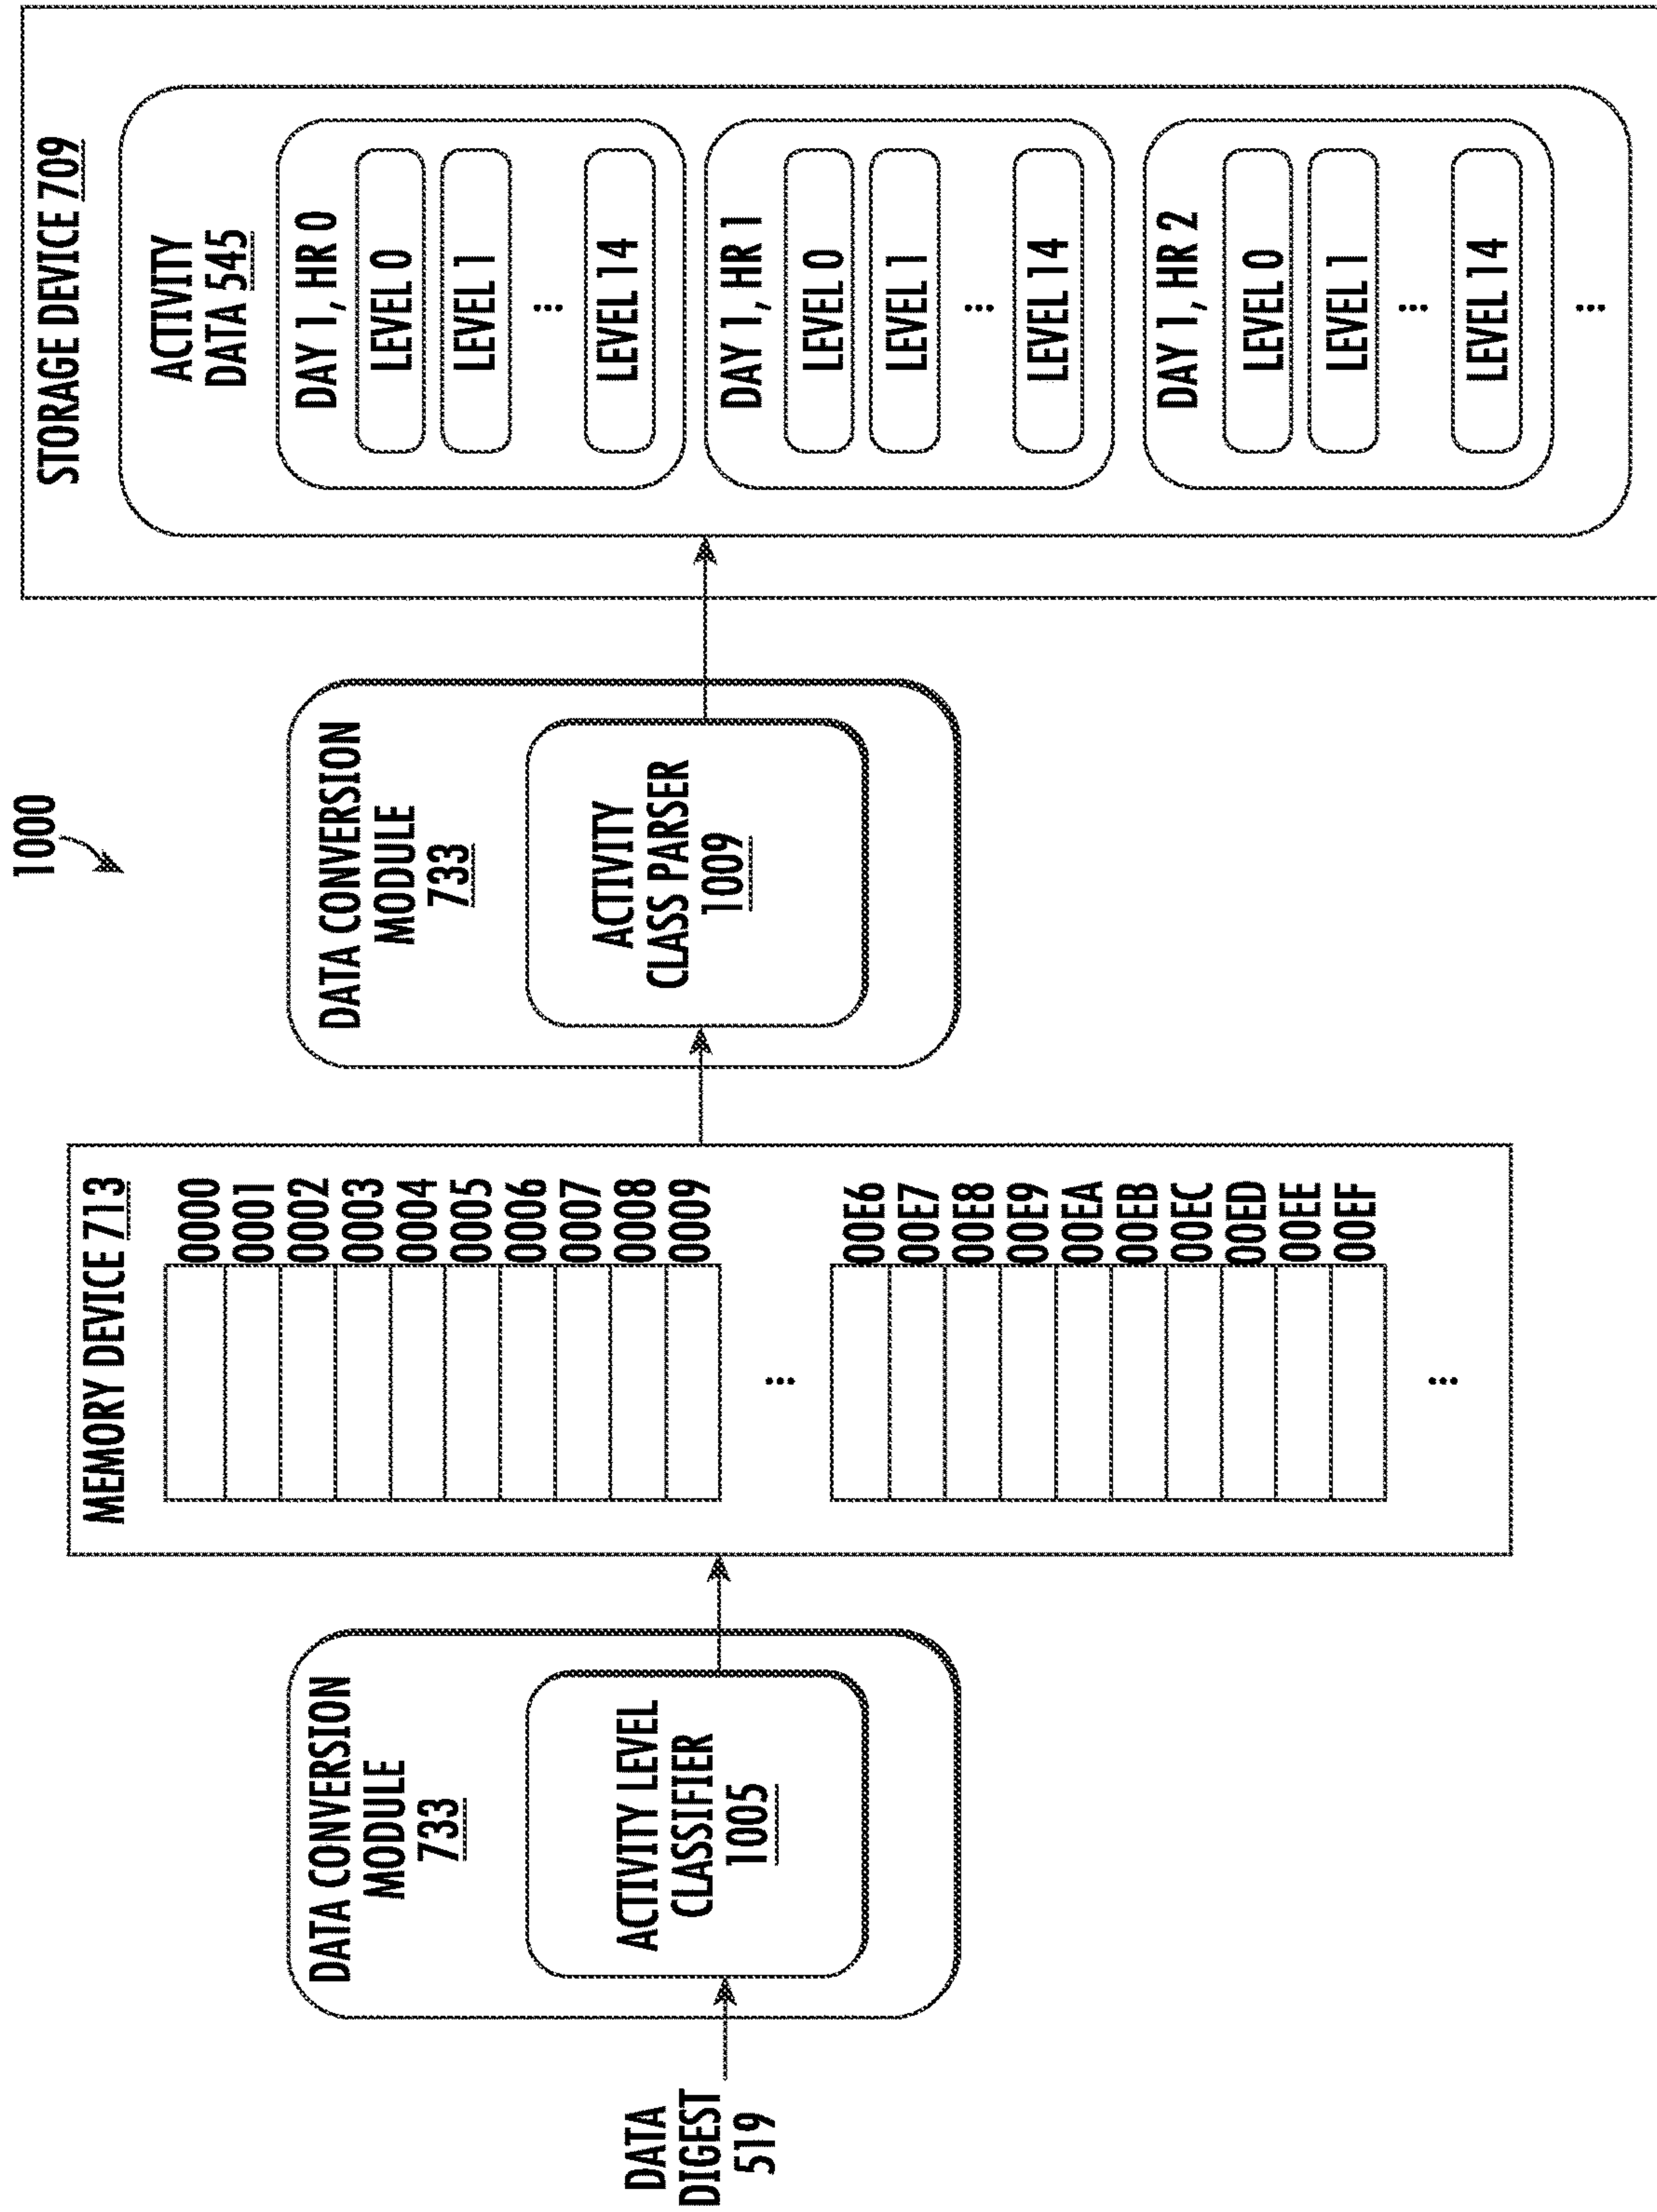 1000
DATA
DIGEST
519
DATA CONVERSION
MODULE
733
ACTIVITY LEVEL
CLASSIFIER
1005
MEMORY DEVICE 713
0000
0001
0002
0003
0004
0005
0006
0007
0008
0009
⋮
00E6
00E7
00E8
00E9
00EA
00EB
00EC
00ED
00EE
00EF
⋮
DATA CONVERSION
MODULE
733
ACTIVITY
CLASS PARSER
1009
STORAGE DEVICE 709
ACTIVITY
DATA 545
DAY 1, HR 0
LEVEL 0
LEVEL 1
⋮
LEVEL 14
DAY 1, HR 1
LEVEL 0
LEVEL 1
⋮
LEVEL 14
DAY 1, HR 2
LEVEL 0
LEVEL 1
⋮
LEVEL 14
⋮